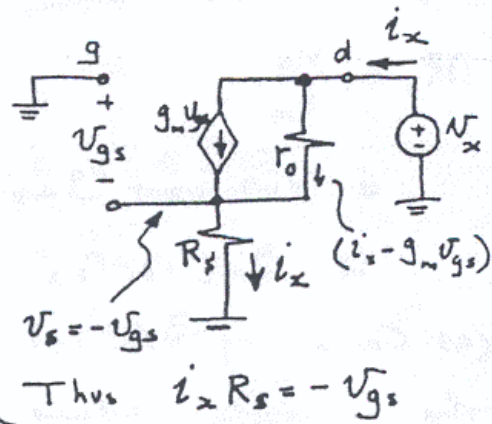 i_x
g
d
+
g_m v_gs
v_gs
r_o
+
-
v_x
-
R_s
i_x
(i_x - g_m v_gs)
v_s = -v_gs
Thus i_x R_s = -v_gs